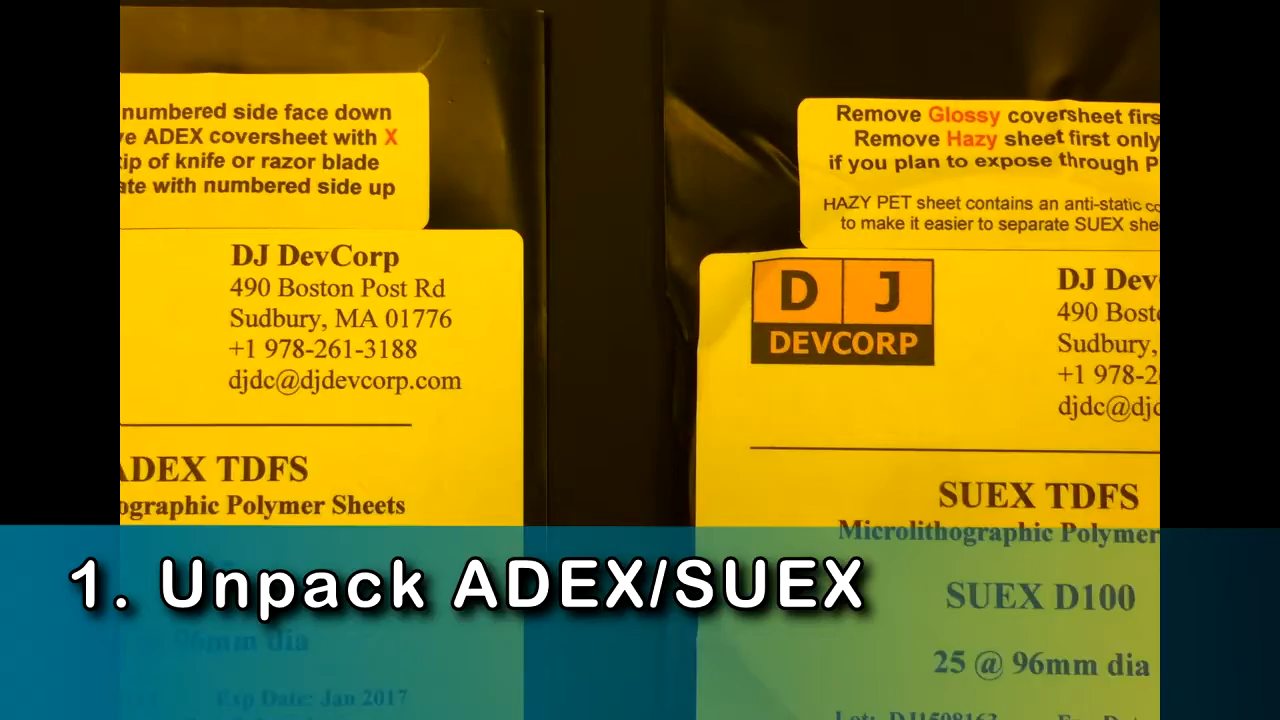 numbered side face down
ve ADEX coversheet with X
tip of knife or razor blade
ate with numbered side up
DJ DevCorp
490 Boston Post Rd
Sudbury, MA 01776
+1 978-261-3188
djdc@djdevcorp.com
ADEX TDFS
ographic Polymer Sheets
@ 96mm dia
Exp Date: Jan 2017
Remove Glossy coversheet firs
Remove Hazy sheet first only
if you plan to expose through P
HAZY PET sheet contains an anti-static co
to make it easier to separate SUEX she
D J
DEVCORP
DJ Dev
490 Bost
Sudbury,
+1 978-2
djdc@djd
SUEX TDFS
Microlithographic Polymer
SUEX D100
25 @ 96mm dia
1. Unpack ADEX/SUEX